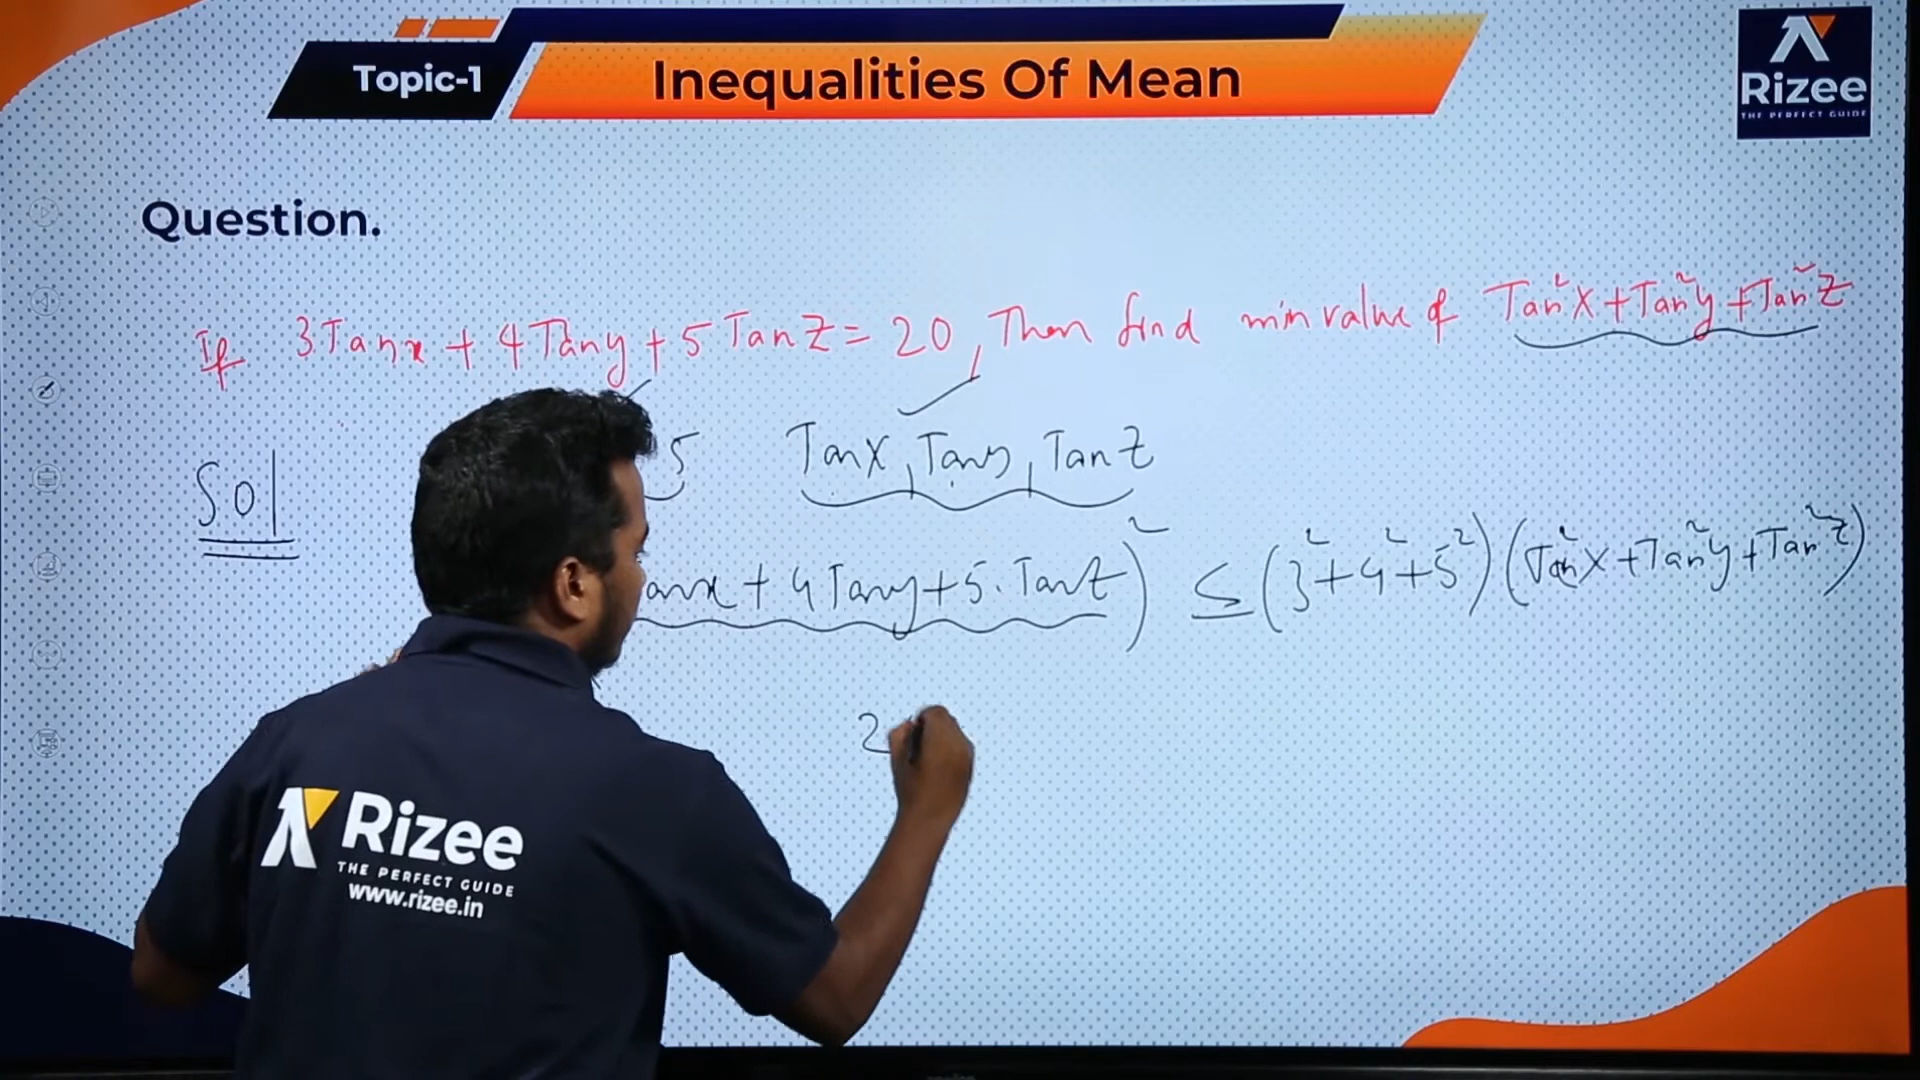 Topic-1
Inequalities Of Mean
Rizee
THE PERFECT GUIDE
Question.
If 3Tanx + 4Tany + 5TanZ = 20, Then find min value of Tan²x + Tan²y + Tan²Z
Sol
5 TanX, Tany, TanZ
anx + 4Tany + 5.TanZ)² ≤ (3² + 4² + 5²)(Tan²x + Tan²y + Tan²z)
2
Rizee
THE PERFECT GUIDE
www.rizee.in